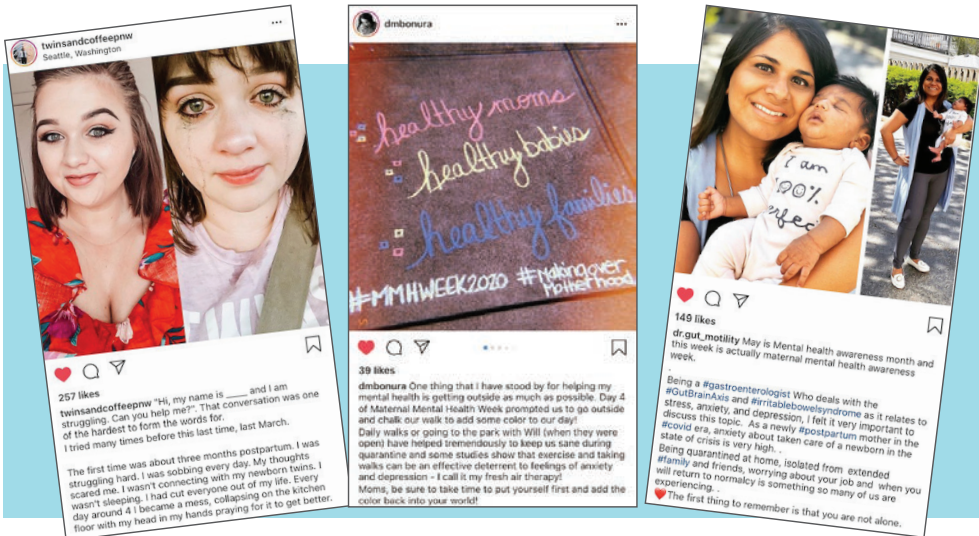 twinsandcoffeepnw
Seattle, Washington
257 likes
twinsandcoffeepnw "Hi, my name is ____ and I am
struggling. Can you help me?". That conversation was one
of the hardest to form the words for.
I tried many times before this last time, last March.
The first time was about three months postpartum. I was
struggling hard. I was sobbing every day. My thoughts
scared me. I wasn't connecting with my newborn twins. I
wasn't sleeping. I had cut everyone out of my life. Every
day around 4 I became a mess, collapsing on the kitchen
floor with my head in my hands praying for it to get better.
dmbonura
healthy moms
healthy babies
healthy families
#MMHWEEK2020 #Makingover
Motherhood
39 likes
dmbonura One thing that I have stood by for helping my
mental health is getting outside as much as possible. Day 4
of Maternal Mental Health Week prompted us to go outside
and chalk our walk to add some color to our day!
Daily walks or going to the park with Will (when they were
open) have helped tremendously to keep us sane during
quarantine and some studies show that exercise and taking
walks can be an effective deterrent to feelings of anxiety
and depression - I call it my fresh air therapy!
Moms, be sure to take time to put yourself first and add the
color back into your world!
I am
100%
erfec
149 likes
dr.gut_motility May is Mental health awareness month and
this week is actually maternal mental health awareness
week.
.
Being a #gastroenterologist Who deals with the
#GutBrainAxis and #irritablebowelsyndrome as it relates to
stress, anxiety, and depression, I felt it very important to
discuss this topic. As a newly #postpartum mother in the
#covid era, anxiety about taken care of a newborn in the
state of crisis is very high. .
Being quarantined at home, isolated from extended
#family and friends, worrying about your job and when you
will return to normalcy is something so many of us are
experiencing. .
❤️The first thing to remember is that you are not alone.